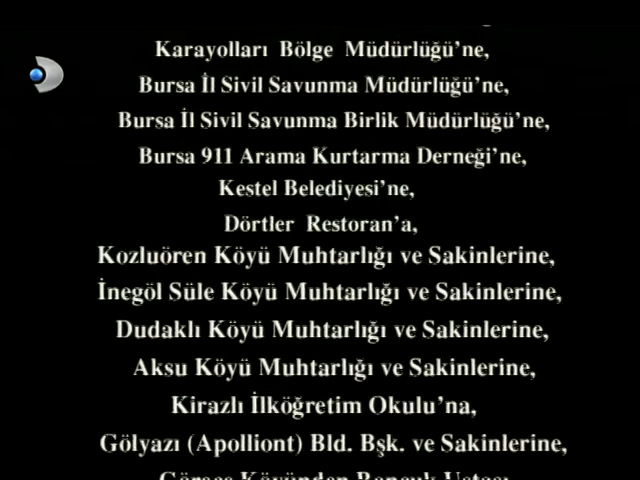 Karayolları Bölge Müdürlüğü’ne,
Bursa İl Sivil Savunma Müdürlüğü’ne,
Bursa İl Sivil Savunma Birlik Müdürlüğü’ne,
Bursa 911 Arama Kurtarma Derneği’ne,
Kestel Belediyesi’ne,
Dörtler Restoran’a,
Kozluören Köyü Muhtarlığı ve Sakinlerine,
İnegöl Süle Köyü Muhtarlığı ve Sakinlerine,
Dudaklı Köyü Muhtarlığı ve Sakinlerine,
Aksu Köyü Muhtarlığı ve Sakinlerine,
Kirazlı İlköğretim Okulu’na,
Gölyazı (Apolliont) Bld. Bşk. ve Sakinlerine,